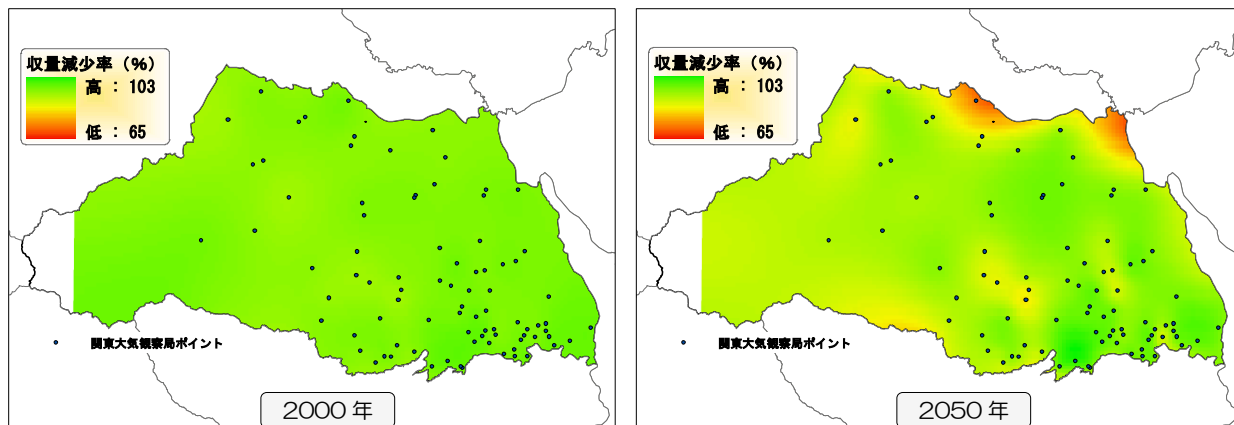 収量減少率（%）
高 : 103
低 : 65
関東大気観察局ポイント
2000 年
収量減少率（%）
高 : 103
低 : 65
関東大気観察局ポイント
2050 年